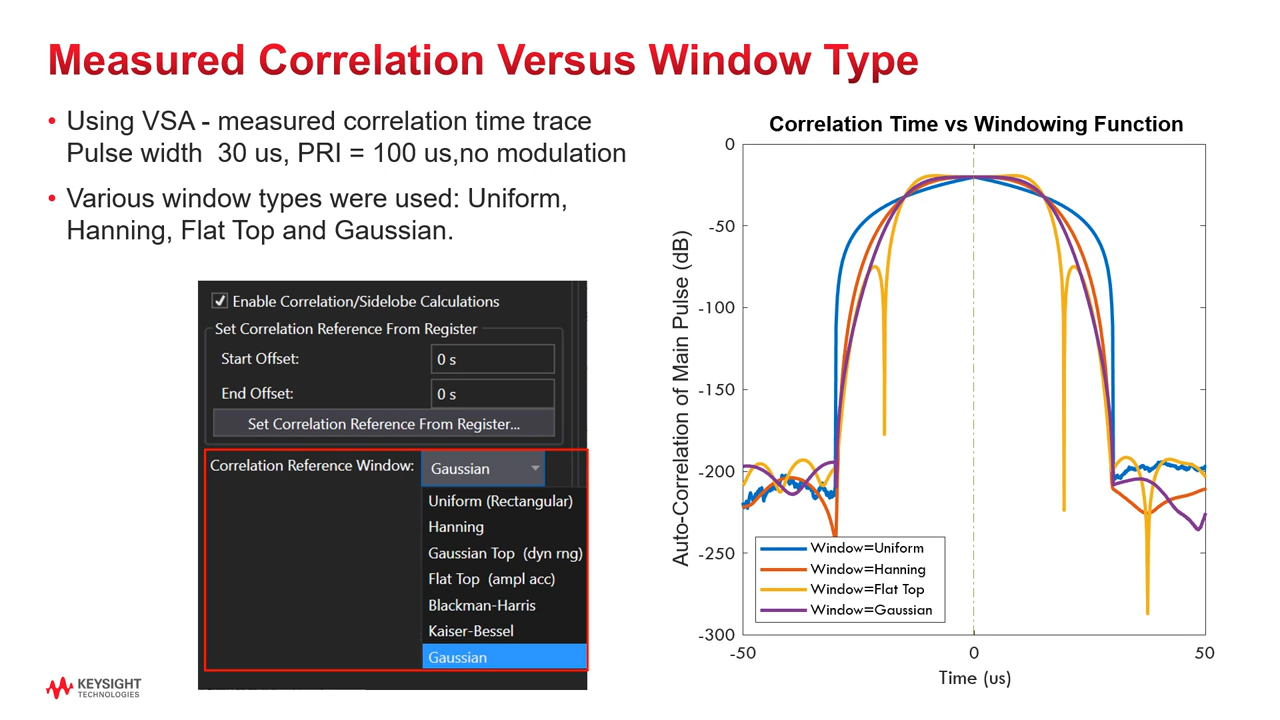 Measured Correlation Versus Window Type
• Using VSA - measured correlation time trace
Pulse width 30 us, PRI = 100 us,no modulation
• Various window types were used: Uniform,
Hanning, Flat Top and Gaussian.
Enable Correlation/Sidelobe Calculations
Set Correlation Reference From Register
Start Offset: 0 s
End Offset: 0 s
Set Correlation Reference From Register...
Correlation Reference Window: Gaussian
Uniform (Rectangular)
Hanning
Gaussian Top (dyn rng)
Flat Top (ampl acc)
Blackman-Harris
Kaiser-Bessel
Gaussian
Correlation Time vs Windowing Function
Auto-Correlation of Main Pulse (dB)
0
-50
-100
-150
-200
-250
-300
Window=Uniform
Window=Hanning
Window=Flat Top
Window=Gaussian
-50 0 50
Time (us)
KEYSIGHT
TECHNOLOGIES